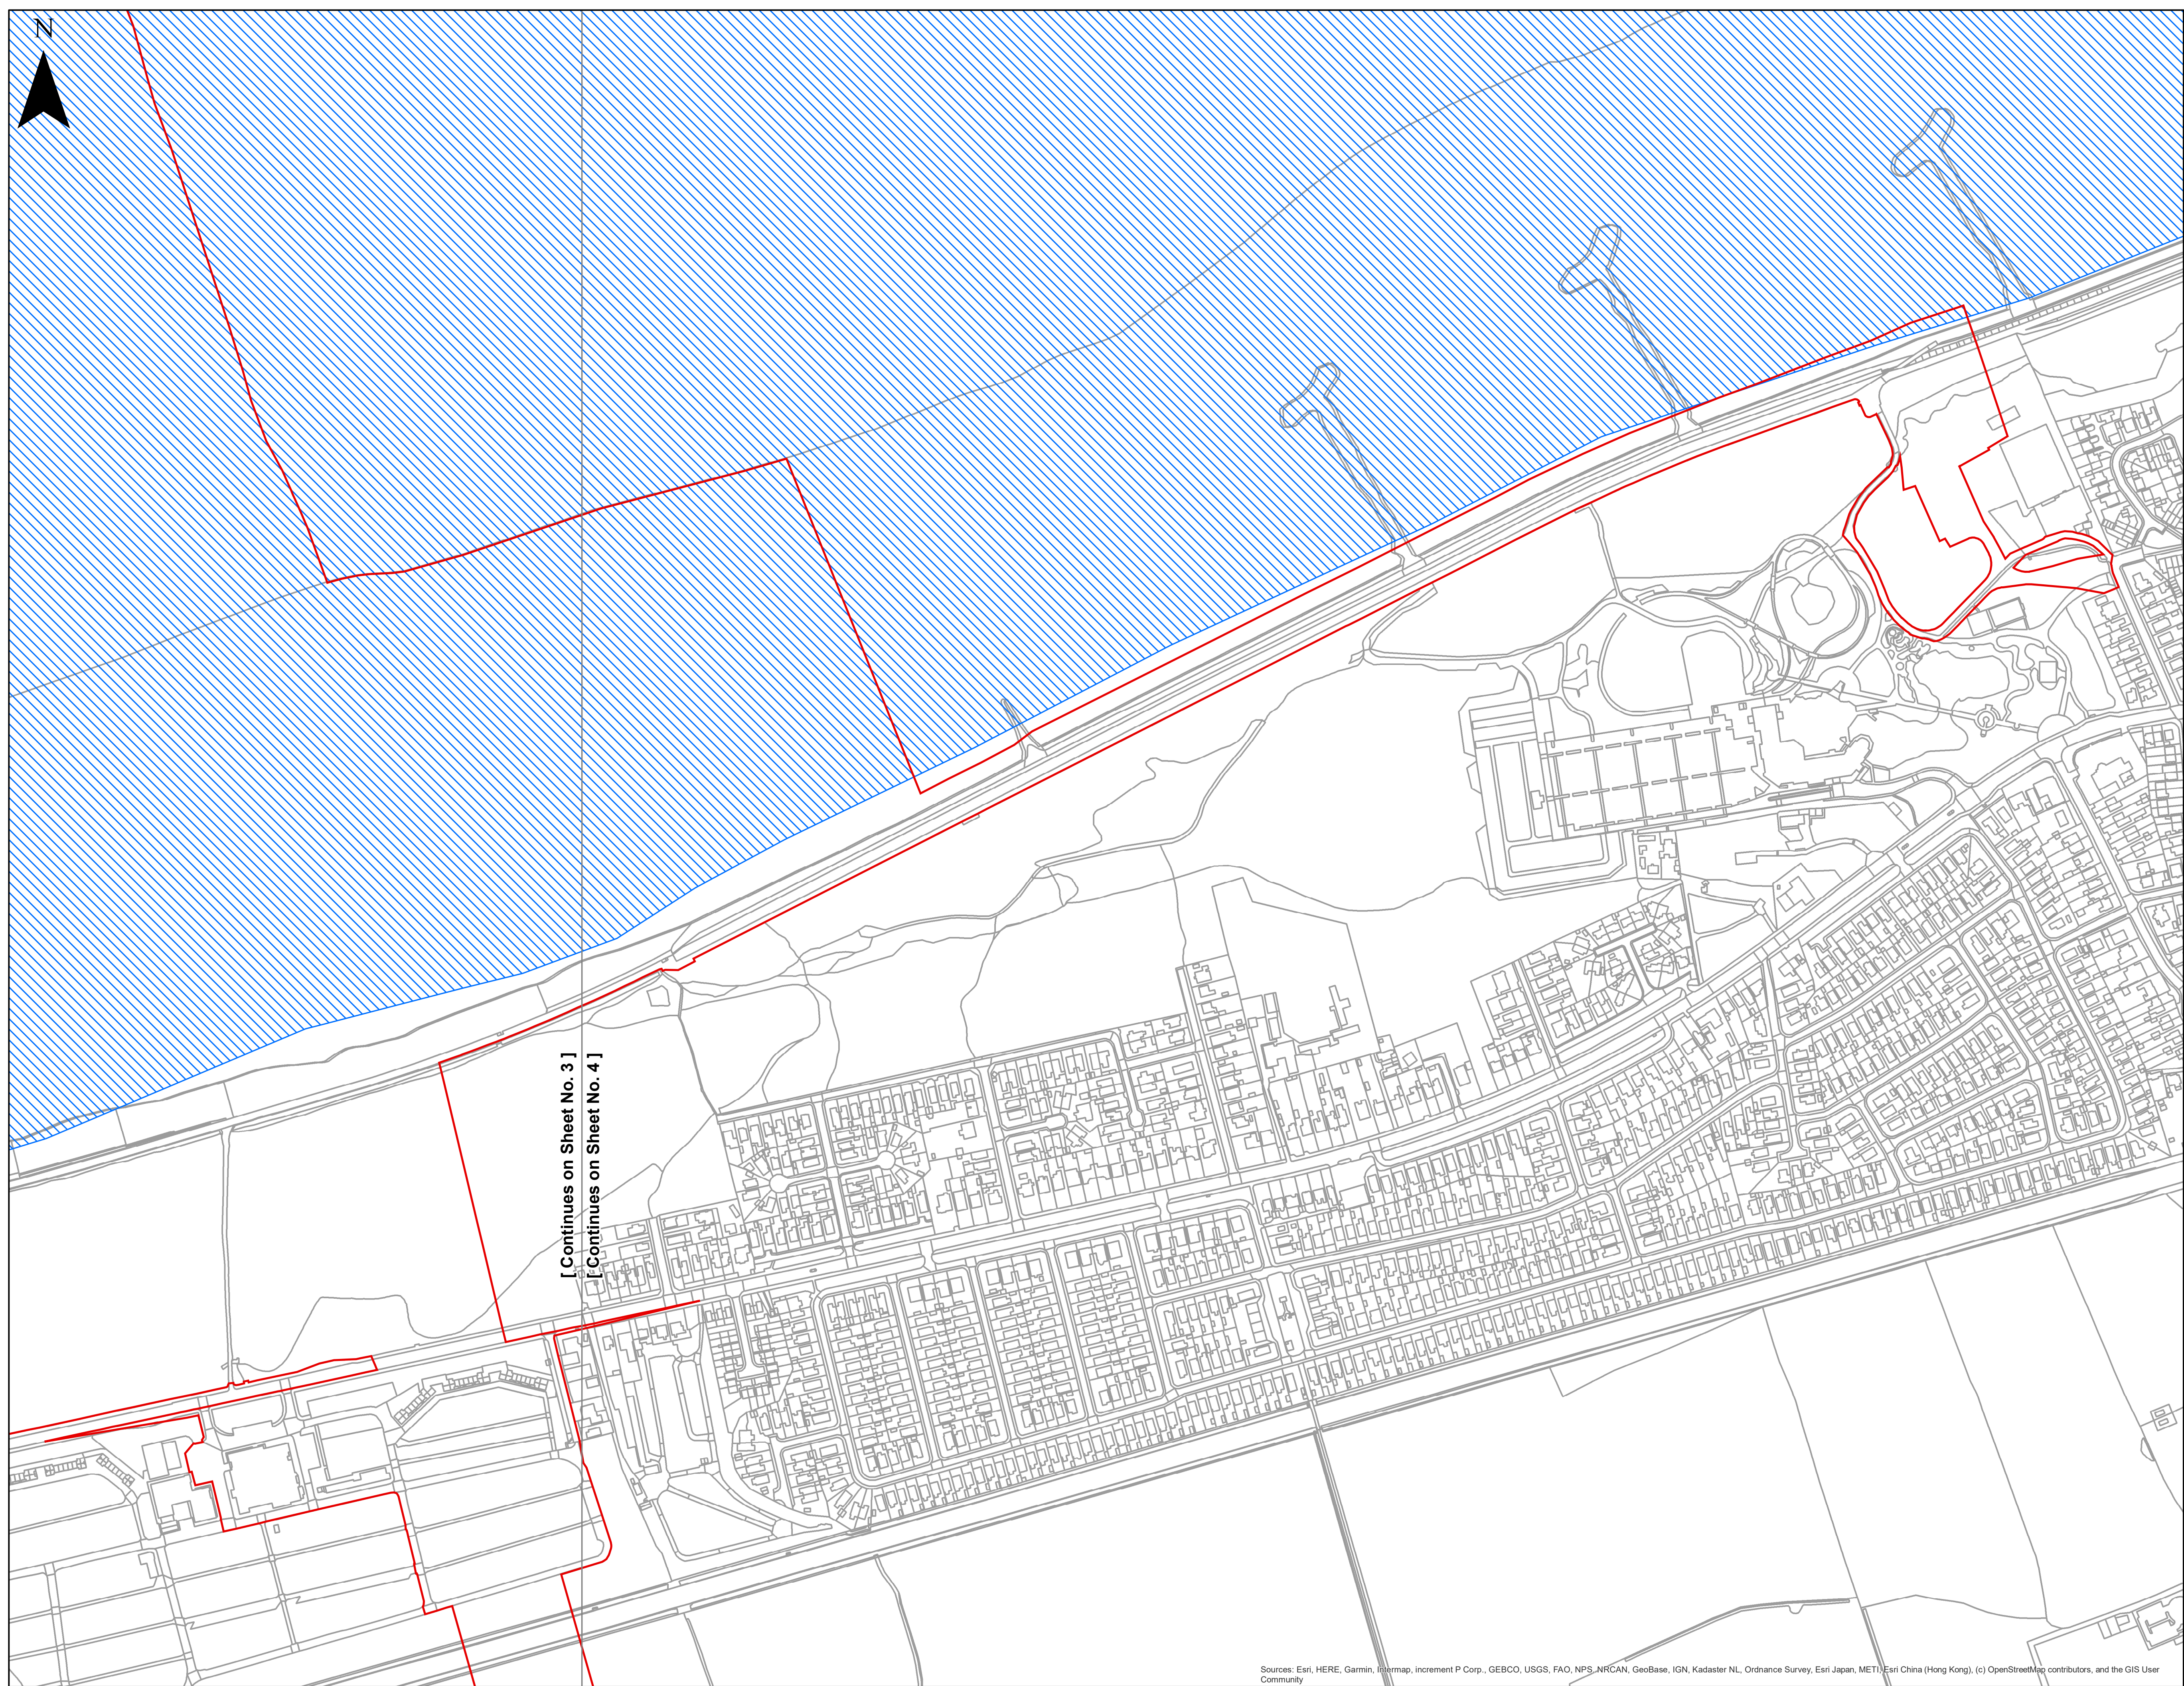 N
[ Continues on Sheet No. 3 ]
[ Continues on Sheet No. 4 ]
Sources: Esri, HERE, Garmin, Intermap, increment P Corp., GEBCO, USGS, FAO, NPS, NRCAN, GeoBase, IGN, Kadaster NL, Ordnance Survey, Esri Japan, METI, Esri China (Hong Kong), (c) OpenStreetMap contributors, and the GIS User
Community